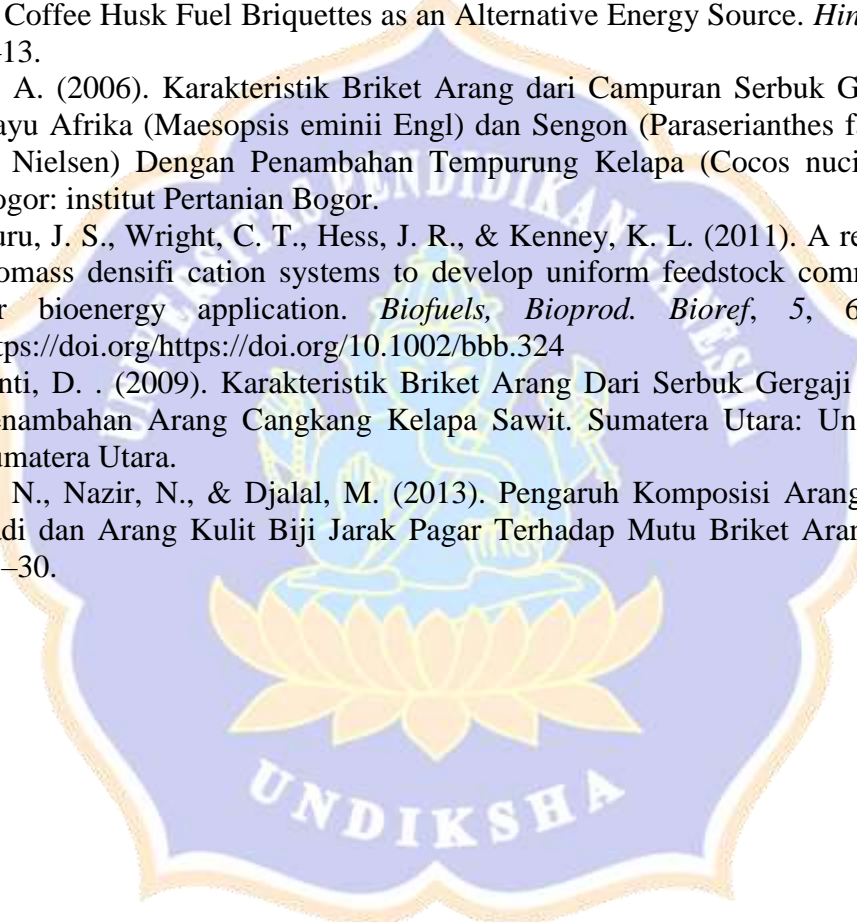 Coffee Husk Fuel Briquettes as an Alternative Energy Source. Hin
–13.
A. (2006). Karakteristik Briket Arang dari Campuran Serbuk G
ayu Afrika (Maesopsis eminii Engl) dan Sengon (Paraserianthes f
Nielsen) Dengan Penambahan Tempurung Kelapa (Cocos nuci
ogor: institut Pertanian Bogor.
uru, J. S., Wright, C. T., Hess, J. R., & Kenney, K. L. (2011). A re
omass densifi cation systems to develop uniform feedstock com
r bioenergy application. Biofuels, Bioprod. Bioref, 5, 6
tps://doi.org/https://doi.org/10.1002/bbb.324
nti, D. . (2009). Karakteristik Briket Arang Dari Serbuk Gergaji
enambahan Arang Cangkang Kelapa Sawit. Sumatera Utara: Un
umatera Utara.
N., Nazir, N., & Djalal, M. (2013). Pengaruh Komposisi Arang
adi dan Arang Kulit Biji Jarak Pagar Terhadap Mutu Briket Aran
–30.
UNIVERSITAS PENDIDIKAN GANESHA
UNDIKSHA